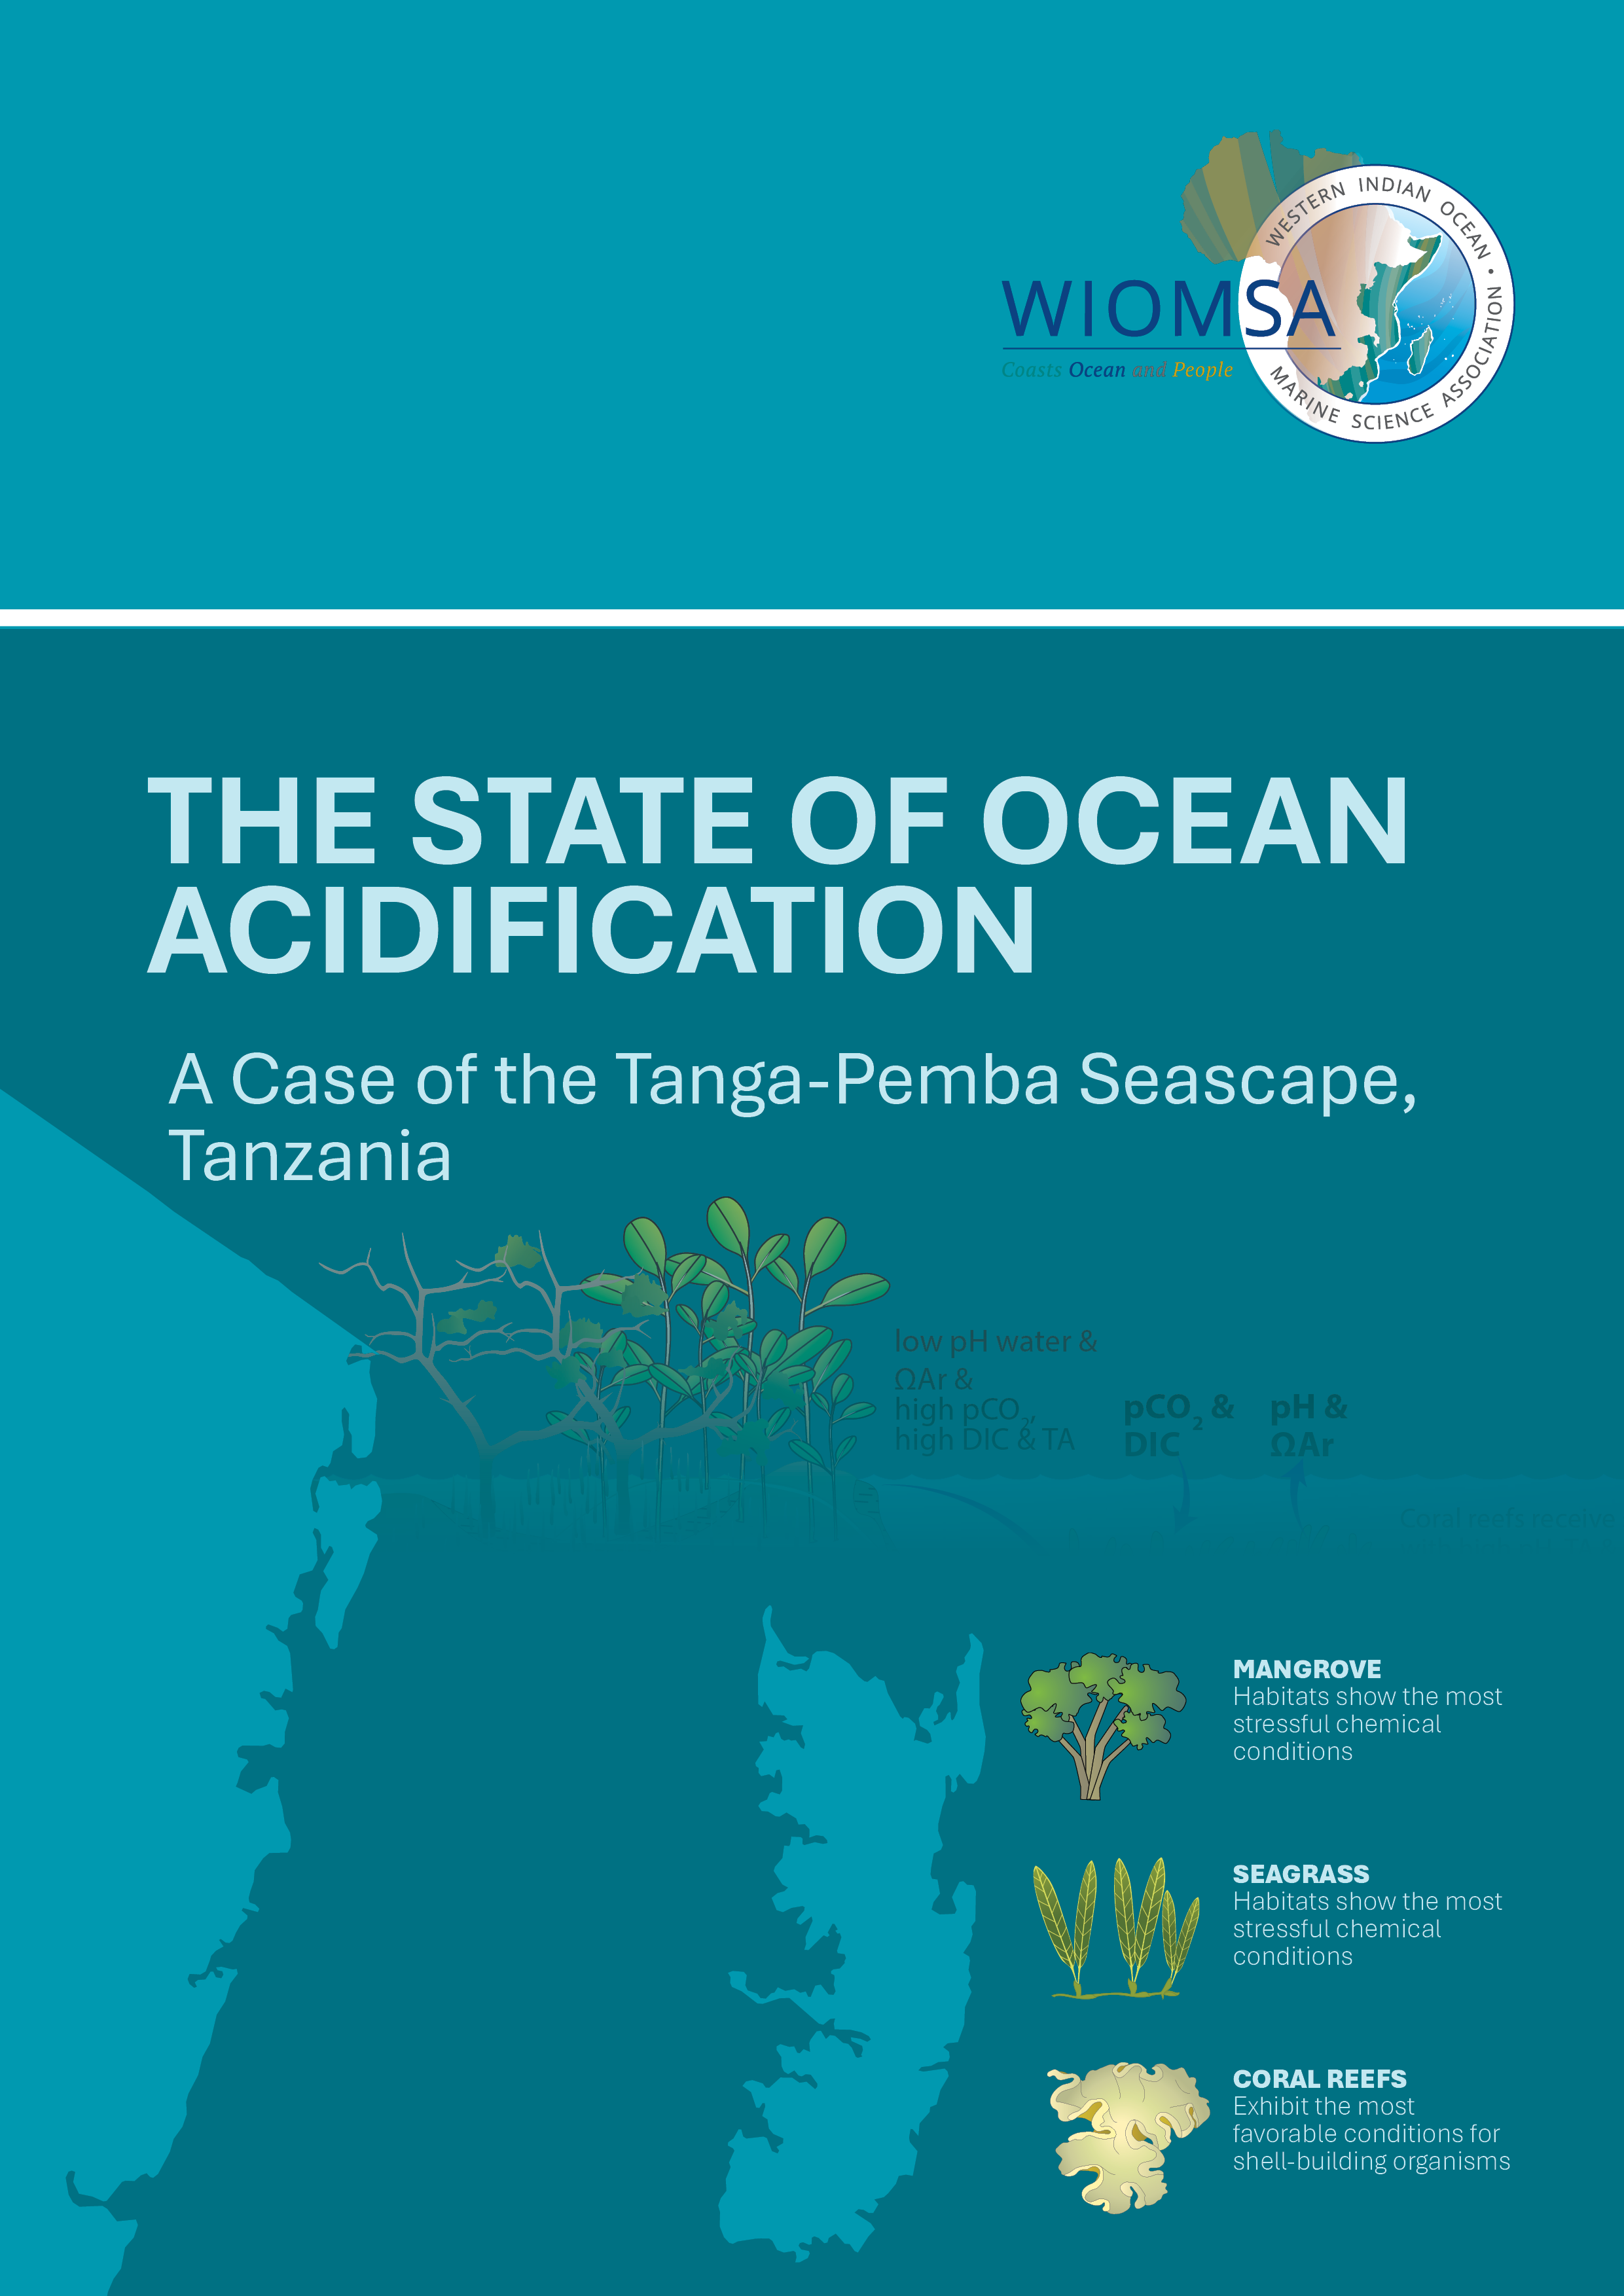 WESTERN INDIAN OCEAN •
MARINE SCIENCE ASSOCIATION
WIOMSA
Coasts Ocean and People
THE STATE OF OCEAN
ACIDIFICATION
A Case of the Tanga-Pemba Seascape,
Tanzania
low pH water &
ΩAr &
high pCO₂,
high DIC & TA
pCO₂ &
DIC
pH &
ΩAr
Coral reefs receive
MANGROVE
Habitats show the most
stressful chemical
conditions
SEAGRASS
Habitats show the most
stressful chemical
conditions
CORAL REEFS
Exhibit the most
favorable conditions for
shell-building organisms